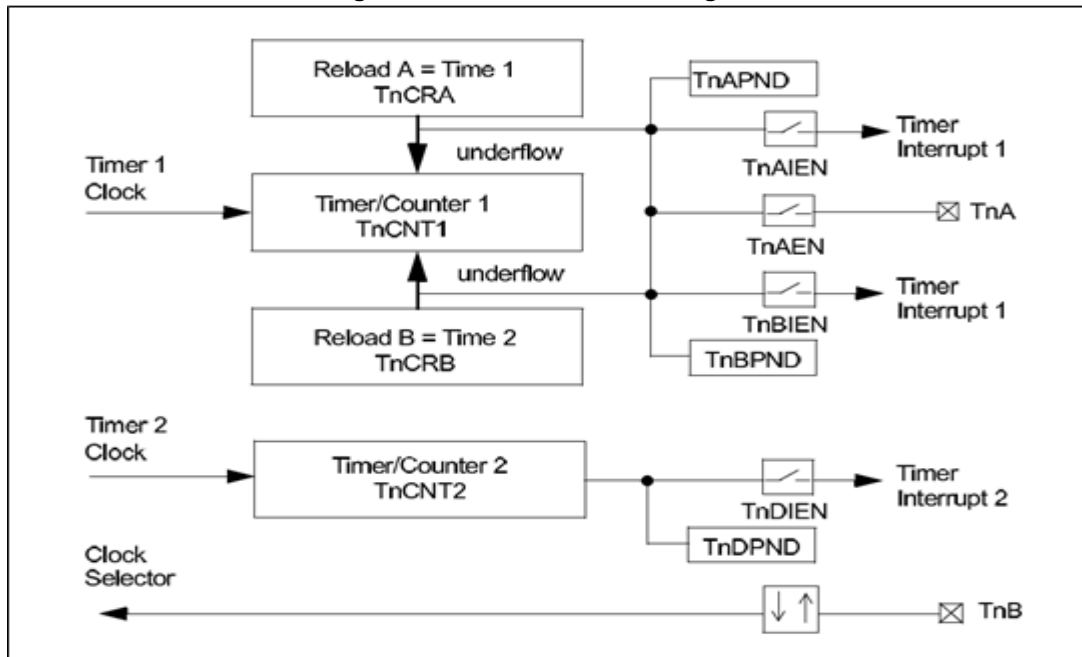 Reload A = Time 1
TnCRA
TnAPND
underflow
Timer
Interrupt 1
TnAIEN
Timer 1
Clock
Timer/Counter 1
TnCNT1
TnA
TnAEN
underflow
Timer
Interrupt 1
TnBIEN
Reload B = Time 2
TnCRB
TnBPND
Timer 2
Clock
Timer/Counter 2
TnCNT2
Timer
Interrupt 2
TnDIEN
TnDPND
Clock
Selector
TnB